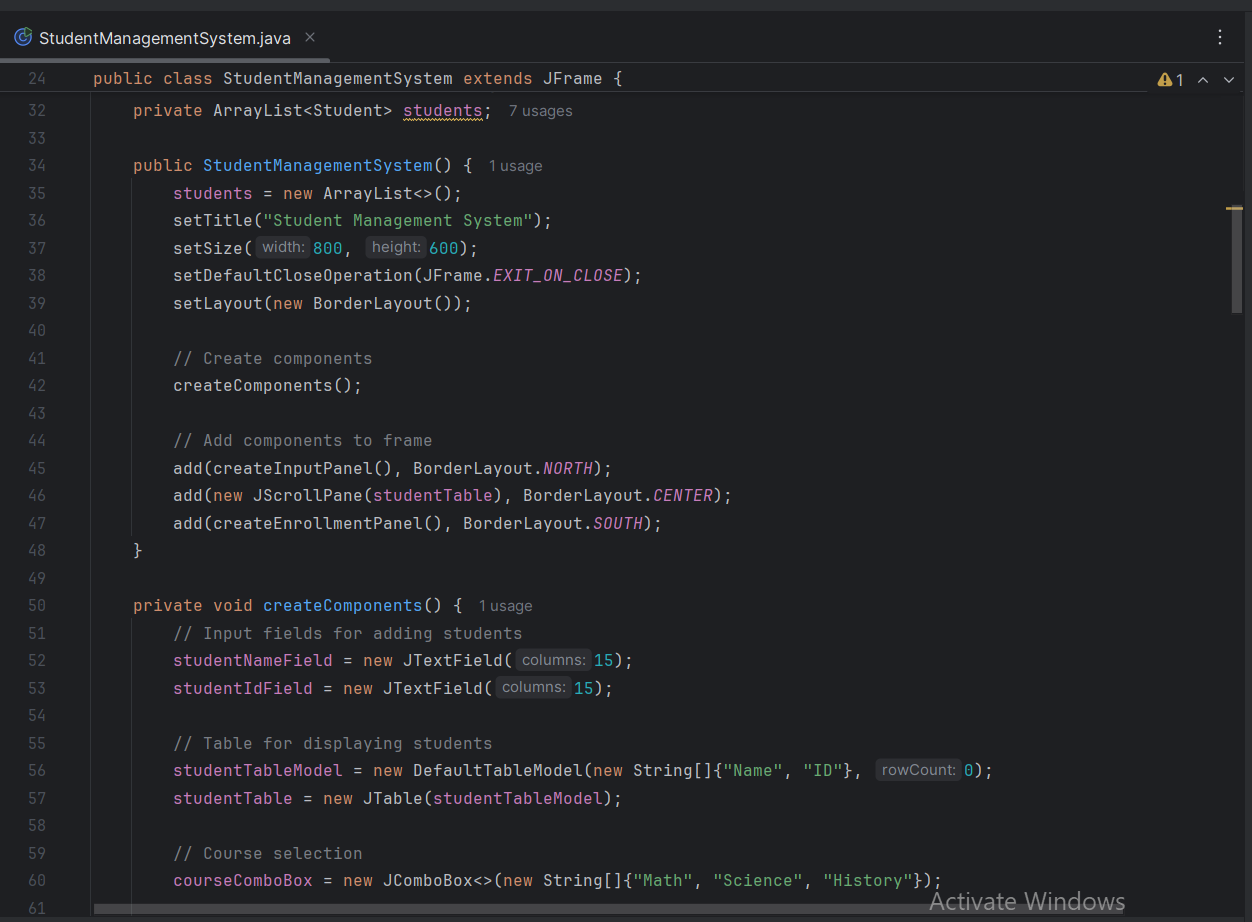 StudentManagementSystem.java
24 public class StudentManagementSystem extends JFrame { 1
32 private ArrayList<Student> students; 7 usages
33
34 public StudentManagementSystem() { 1 usage
35 students = new ArrayList<>();
36 setTitle("Student Management System");
37 setSize( width: 800, height: 600);
38 setDefaultCloseOperation(JFrame.EXIT_ON_CLOSE);
39 setLayout(new BorderLayout());
40
41 // Create components
42 createComponents();
43
44 // Add components to frame
45 add(createInputPanel(), BorderLayout.NORTH);
46 add(new JScrollPane(studentTable), BorderLayout.CENTER);
47 add(createEnrollmentPanel(), BorderLayout.SOUTH);
48 }
49
50 private void createComponents() { 1 usage
51 // Input fields for adding students
52 studentNameField = new JTextField( columns: 15);
53 studentIdField = new JTextField( columns: 15);
54
55 // Table for displaying students
56 studentTableModel = new DefaultTableModel(new String[]{"Name", "ID"}, rowCount: 0);
57 studentTable = new JTable(studentTableModel);
58
59 // Course selection
60 courseComboBox = new JComboBox<>(new String[]{"Math", "Science", "History"});
61
Activate Windows